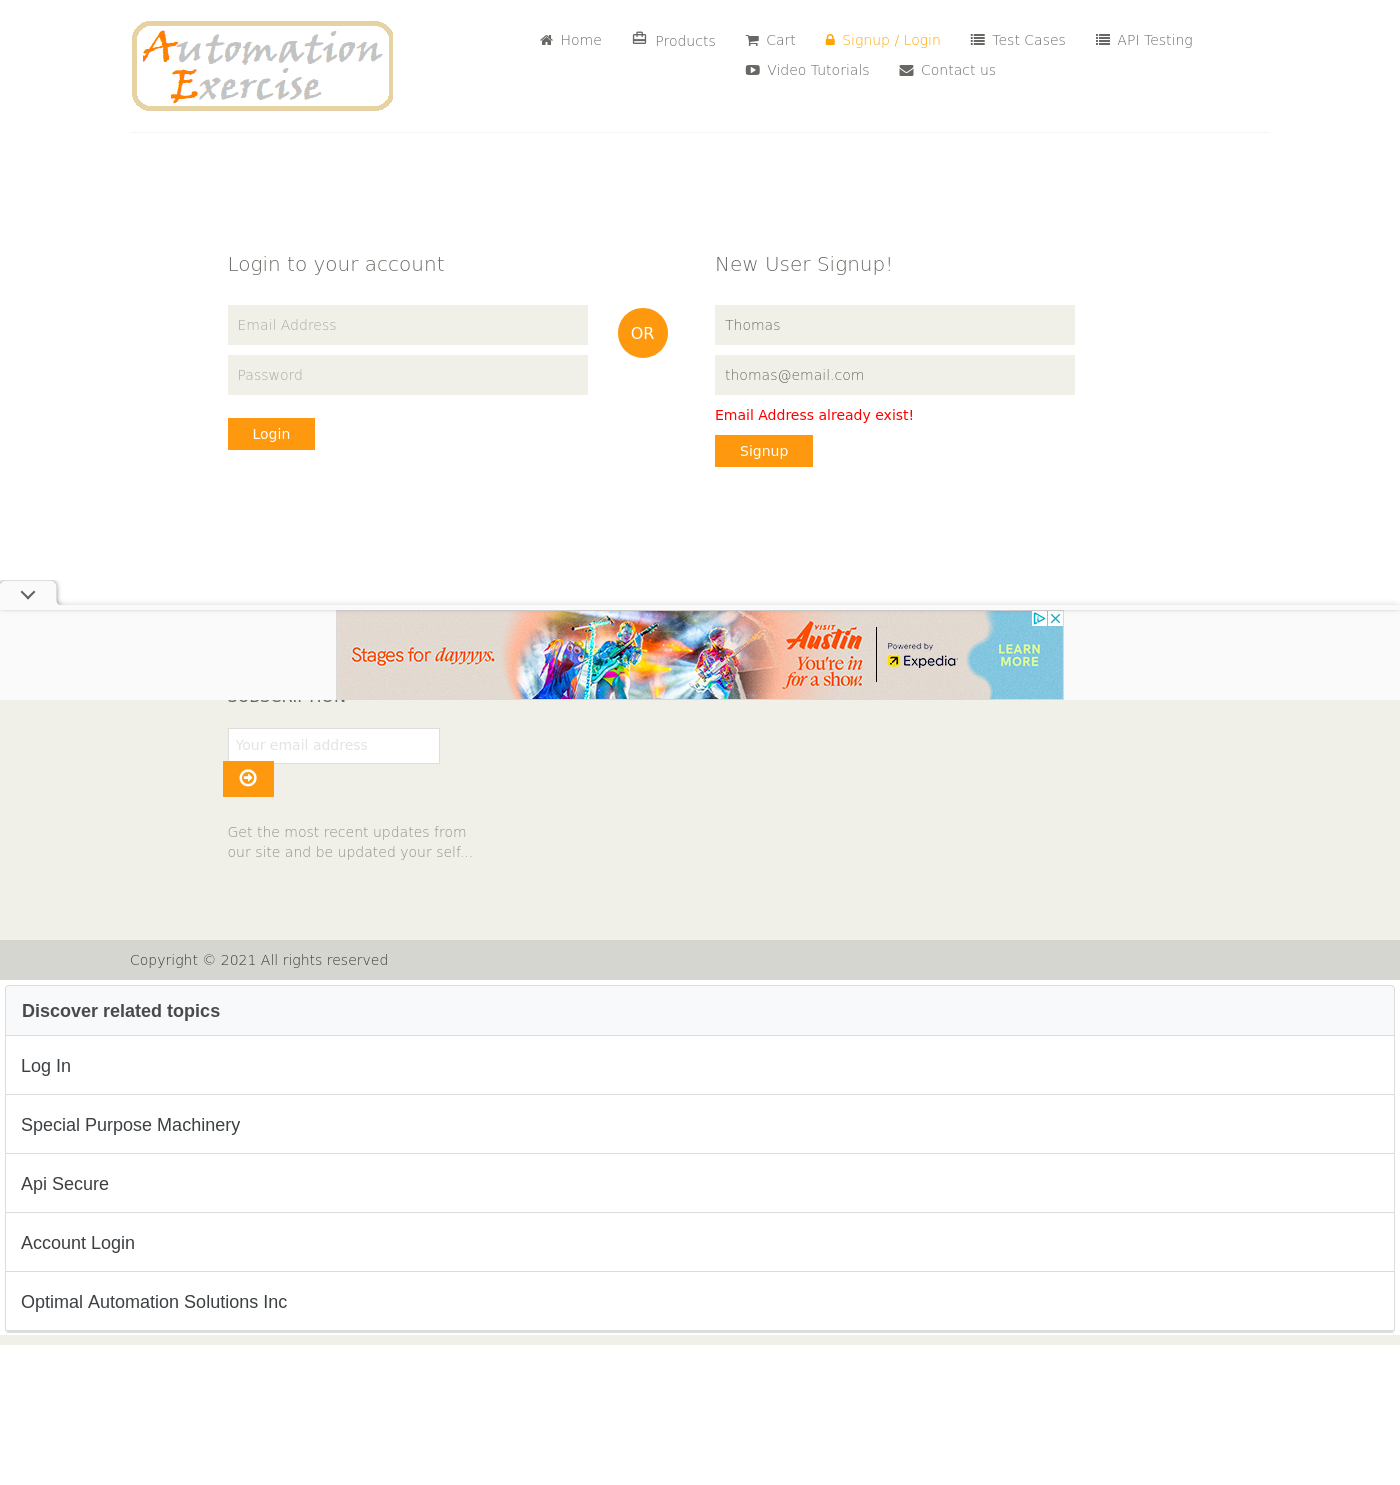 Automation
Exercise
Home
Products
Cart
Signup / Login
Test Cases
API Testing
Video Tutorials
Contact us
Login to your account
Email Address
Password
Login
OR
New User Signup!
Thomas
thomas@email.com
Email Address already exist!
Signup
Stages for dayyyys.
VISIT
Austin
You're in
for a show.
Powered by
Expedia
LEARN
MORE
SUBSCRIPTION
Your email address
Get the most recent updates from
our site and be updated your self...
Copyright © 2021 All rights reserved
Discover related topics
Log In
Special Purpose Machinery
Api Secure
Account Login
Optimal Automation Solutions Inc